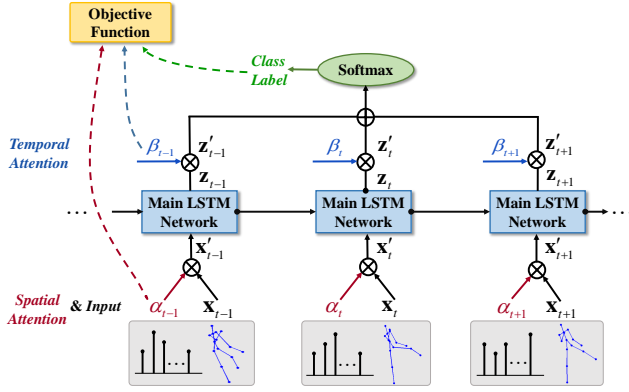 Objective
Function
Class
Label
Softmax
Temporal
Attention
β_{t-1}
z′_{t-1}
β_t
z′_t
β_{t+1}
z′_{t+1}
z_{t-1}
z_t
z_{t+1}
...
Main LSTM
Network
Main LSTM
Network
Main LSTM
Network
...
x′_{t-1}
x′_t
x′_{t+1}
Spatial
Attention
& Input
α_{t-1}
x_{t-1}
α_t
x_t
α_{t+1}
x_{t+1}
...
...
...